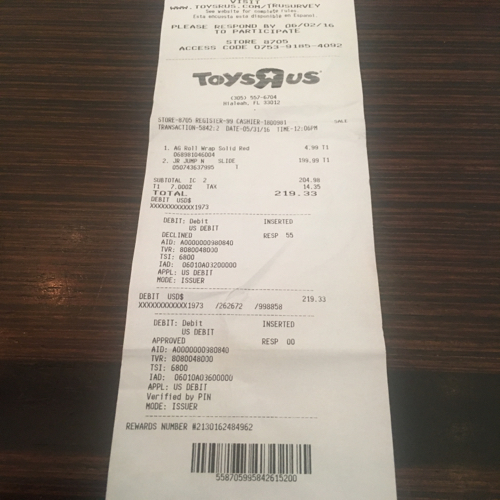 VISIT
WWW.TOYSRUS.COM/TRUSURVEY
See website for complete rules
Esta encuesta esta disponible en Espanol
PLEASE RESPOND BY 06/02/16
TO PARTICIPATE
STORE 8705
ACCESS CODE 0753-9185-4092
ToysRus
(305) 557-6704
Hialeah, FL 33012
STORE-8705 REGISTER-99 CASHIER-1800901 SALE
TRANSACTION-5842:2 DATE-05/31/16 TIME-12:06PM
1. AG Roll Wrap Solid Red 4.99 T1
068981046004
2. JR JUMP N SLIDE 199.99 T1
050743637995 T
SUBTOTAL IC 2 204.98
T1 7.000% TAX 14.35
TOTAL 219.33
DEBIT USD$
XXXXXXXXXXXX1973
DEBIT: Debit INSERTED
US DEBIT
DECLINED RESP 55
AID: A0000000980840
TVR: 8080048000
TSI: 6800
IAD: 06010A03200000
APPL: US DEBIT
MODE: ISSUER
DEBIT USD$ 219.33
XXXXXXXXXXXX1973 /262672 /998858
DEBIT: Debit INSERTED
US DEBIT
APPROVED RESP 00
AID: A0000000980840
TVR: 8080048000
TSI: 6800
IAD: 06010A03600000
APPL: US DEBIT
Verified by PIN
MODE: ISSUER
REWARDS NUMBER #2130162484962
558705995842615200